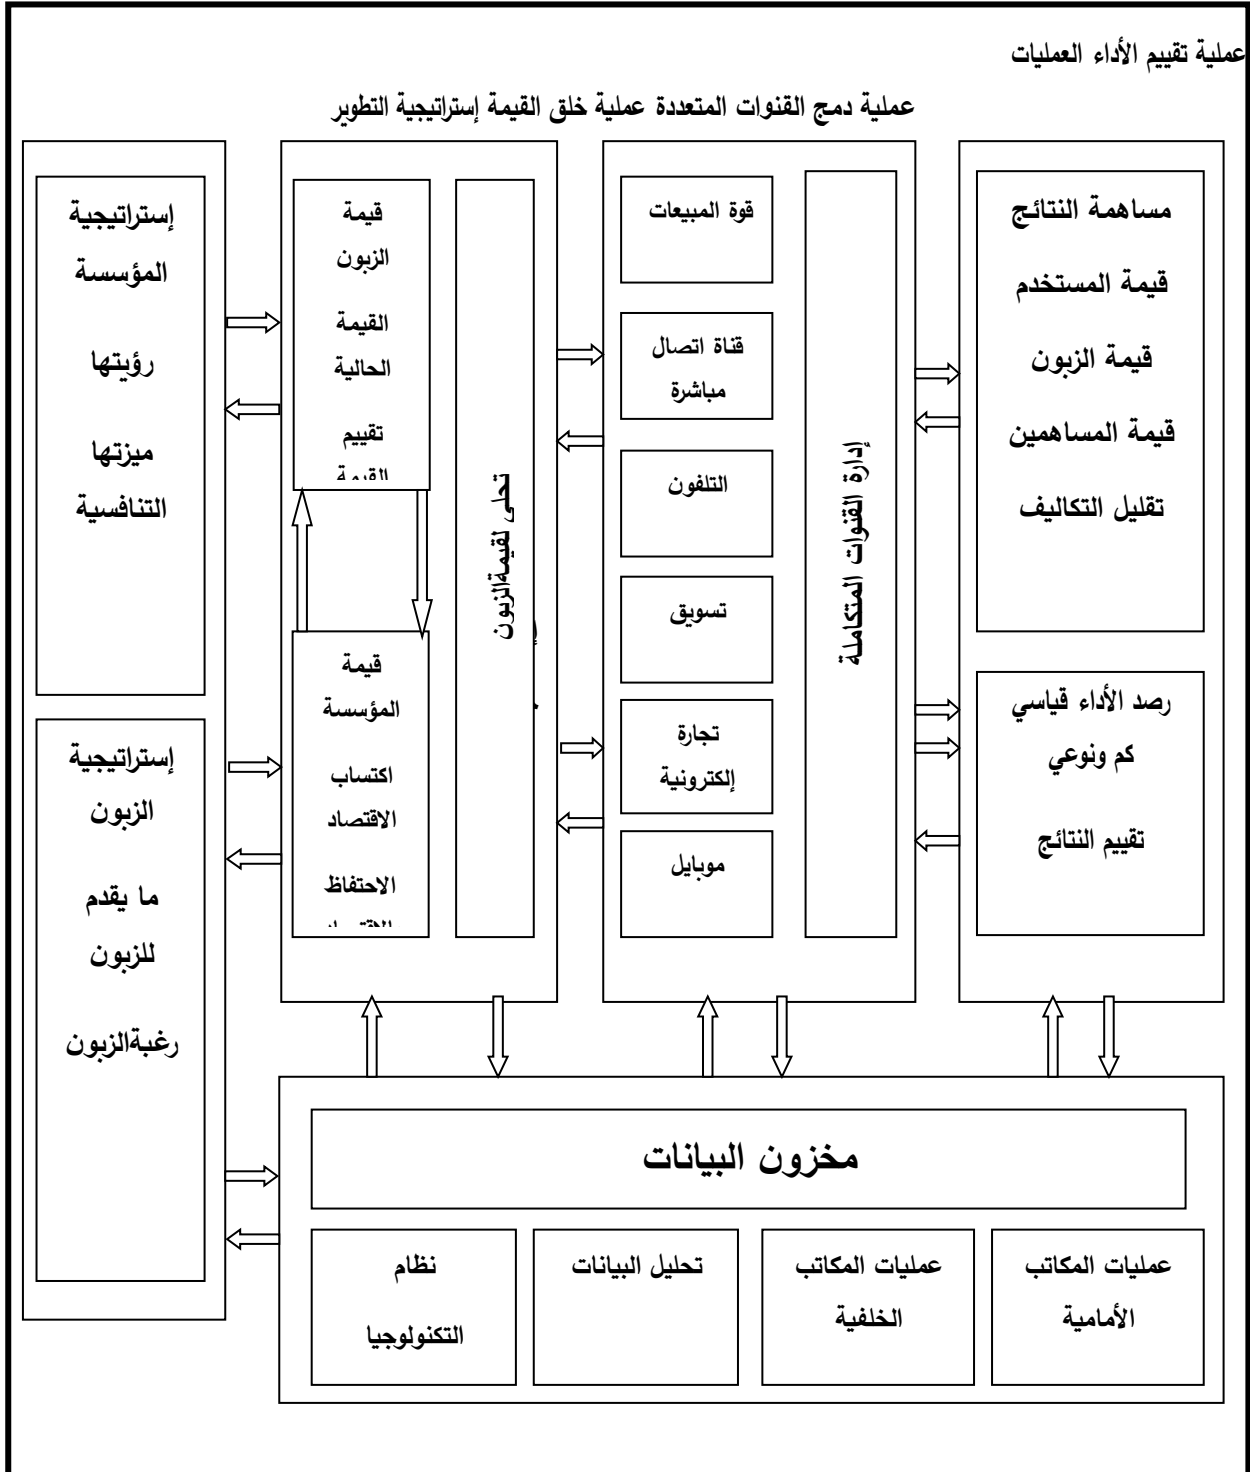 عملية تقييم الأداء العمليات
عملية دمج القنوات المتعددة عملية خلق القيمة إستراتيجية التطوير
مساهمة النتائج
قيمة المستخدم
قيمة الزبون
قيمة المساهمين
تقليل التكاليف
رصد الأداء قياسي
كم ونوعي
تقييم النتائج
إدارة القنوات المتكاملة
قوة المبيعات
قناة اتصال
مباشرة
التلفون
تسويق
تجارة
إلكترونية
موبايل
تحلى لقيمةالزبون
قيمة
الزبون
القيمة
الحالية
تقييم
القيمة
قيمة
المؤسسة
اكتساب
الاقتصاد
الاحتفاظ
إستراتيجية
المؤسسة
رؤيتها
ميزتها
التنافسية
إستراتيجية
الزبون
ما يقدم
للزبون
رغبةالزبون
مخزون البيانات
عمليات المكاتب
الأمامية
عمليات المكاتب
الخلفية
تحليل البيانات
نظام
التكنولوجيا